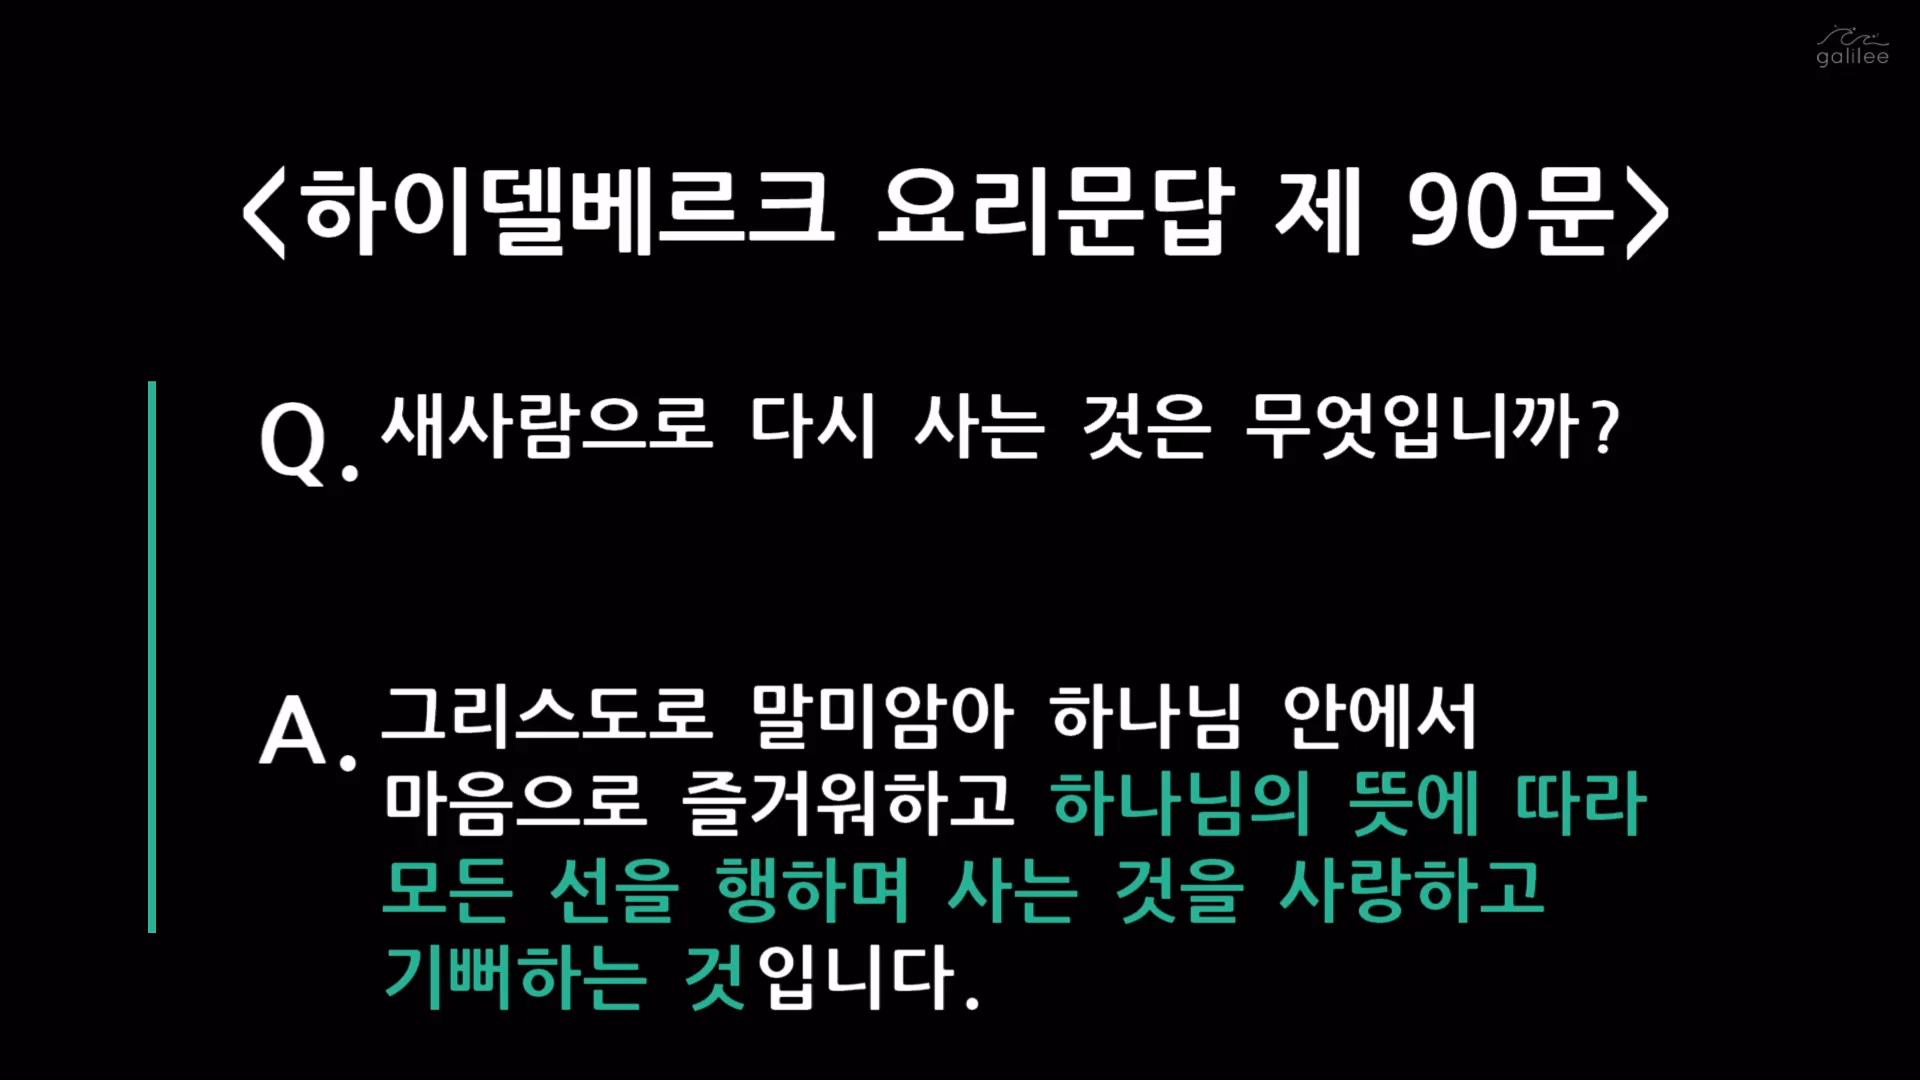 galilee
<하이델베르크 요리문답 제 90문>
Q. 새사람으로 다시 사는 것은 무엇입니까?
A. 그리스도로 말미암아 하나님 안에서
마음으로 즐거워하고 하나님의 뜻에 따라
모든 선을 행하며 사는 것을 사랑하고
기뻐하는 것입니다.